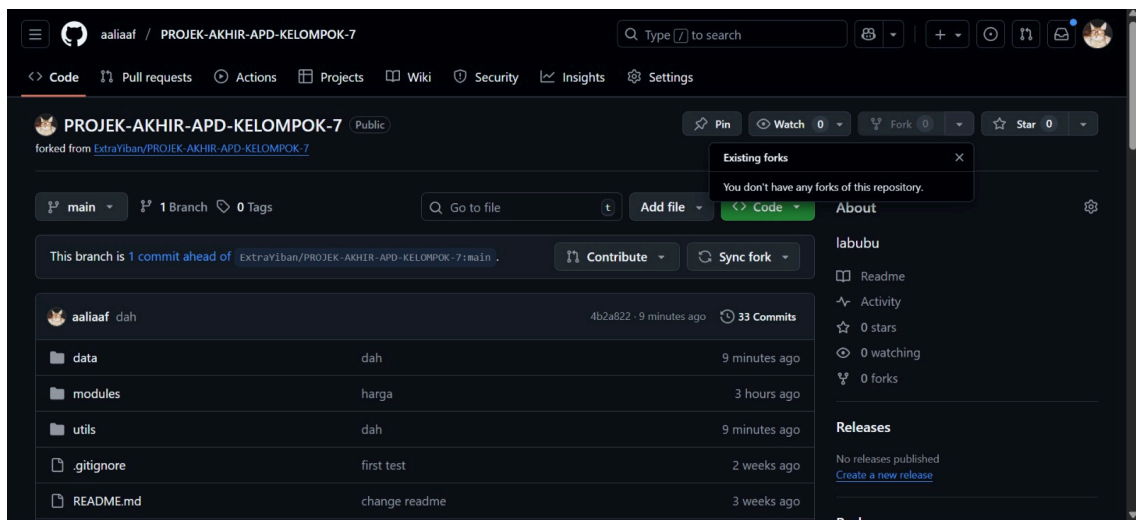 aaliaaf / PROJEK-AKHIR-APD-KELOMPOK-7
Type / to search
Code Pull requests Actions Projects Wiki Security Insights Settings
PROJEK-AKHIR-APD-KELOMPOK-7 Public
Pin Watch 0 Fork 0 Star 0
forked from ExtraYiban/PROJEK-AKHIR-APD-KELOMPOK-7
Existing forks
You don't have any forks of this repository.
main 1 Branch 0 Tags Go to file t Add file Code
About
labubu
This branch is 1 commit ahead of ExtraYiban/PROJEK-AKHIR-APD-KELOMPOK-7:main .
Contribute Sync fork
Readme
Activity
0 stars
0 watching
0 forks
aaliaaf dah 4b2a822 · 9 minutes ago 33 Commits
data dah 9 minutes ago
modules harga 3 hours ago
utils dah 9 minutes ago
.gitignore first test 2 weeks ago
README.md change readme 3 weeks ago
Releases
No releases published
Create a new release